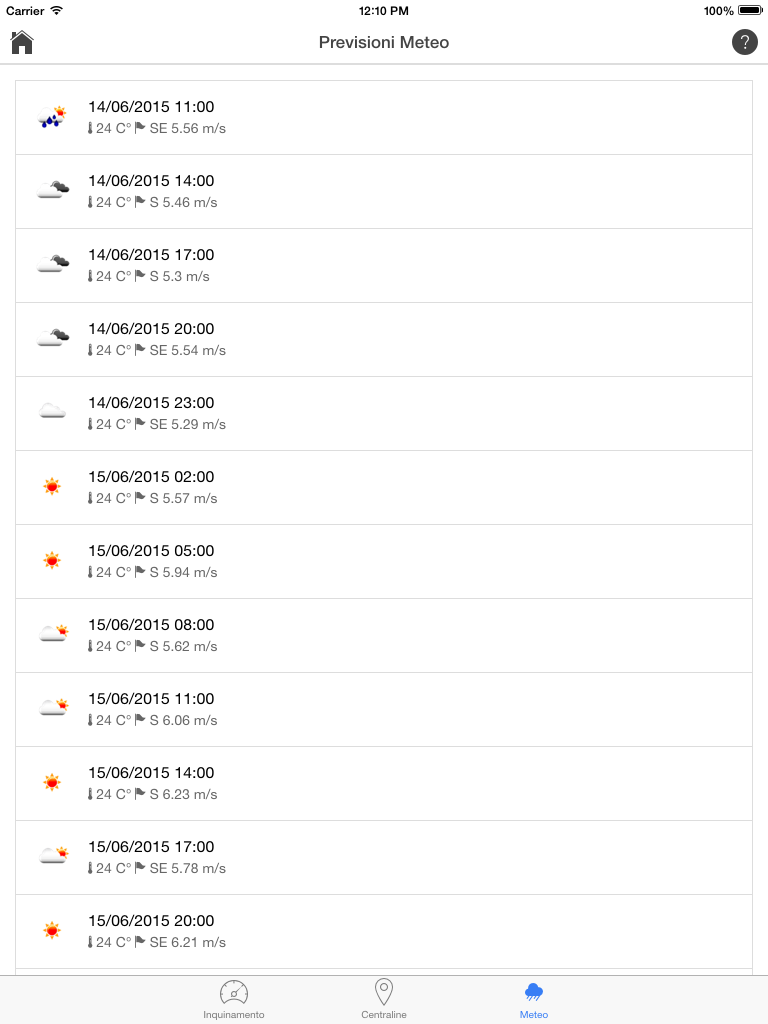 Carrier 12:10 PM 100%
Previsioni Meteo ?
14/06/2015 11:00
24 C° SE 5.56 m/s
14/06/2015 14:00
24 C° S 5.46 m/s
14/06/2015 17:00
24 C° S 5.3 m/s
14/06/2015 20:00
24 C° SE 5.54 m/s
14/06/2015 23:00
24 C° SE 5.29 m/s
15/06/2015 02:00
24 C° S 5.57 m/s
15/06/2015 05:00
24 C° S 5.94 m/s
15/06/2015 08:00
24 C° S 5.62 m/s
15/06/2015 11:00
24 C° S 6.06 m/s
15/06/2015 14:00
24 C° S 6.23 m/s
15/06/2015 17:00
24 C° SE 5.78 m/s
15/06/2015 20:00
24 C° SE 6.21 m/s
Inquinamento Centraline Meteo